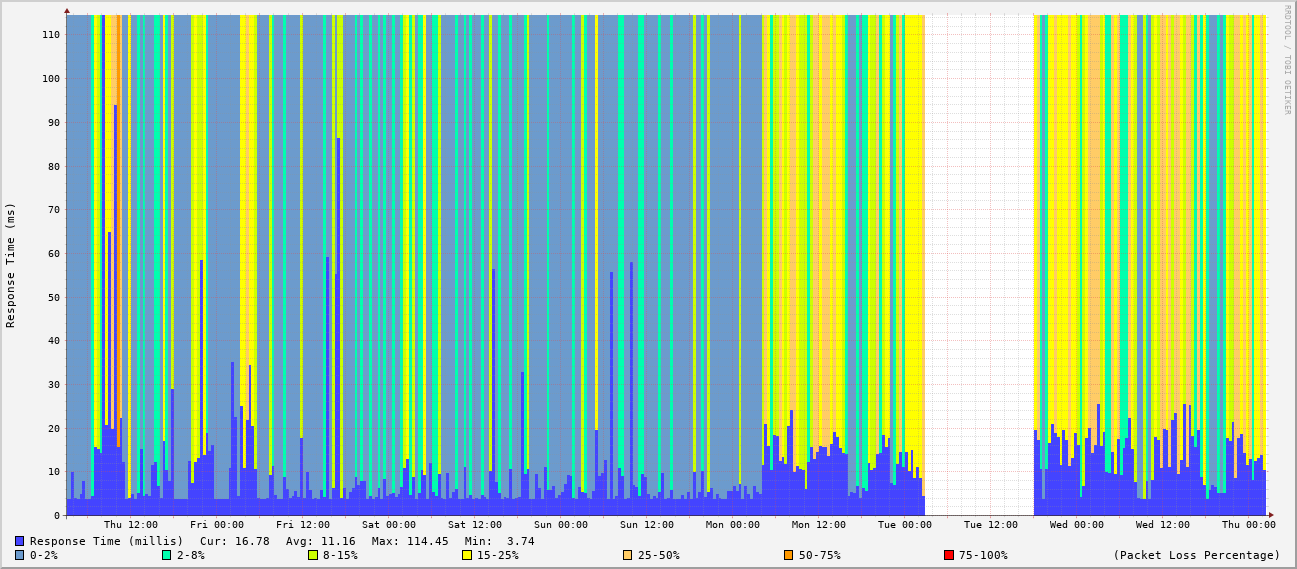 RRDTOOL / TOBI OETIKER
Response Time (ms)
110
100
90
80
70
60
50
40
30
20
10
0
Thu 12:00 Fri 00:00 Fri 12:00 Sat 00:00 Sat 12:00 Sun 00:00 Sun 12:00 Mon 00:00 Mon 12:00 Tue 00:00 Tue 12:00 Wed 00:00 Wed 12:00 Thu 00:00
Response Time (millis) Cur: 16.78 Avg: 11.16 Max: 114.45 Min: 3.74
0-2% 2-8% 8-15% 15-25% 25-50% 50-75% 75-100% (Packet Loss Percentage)